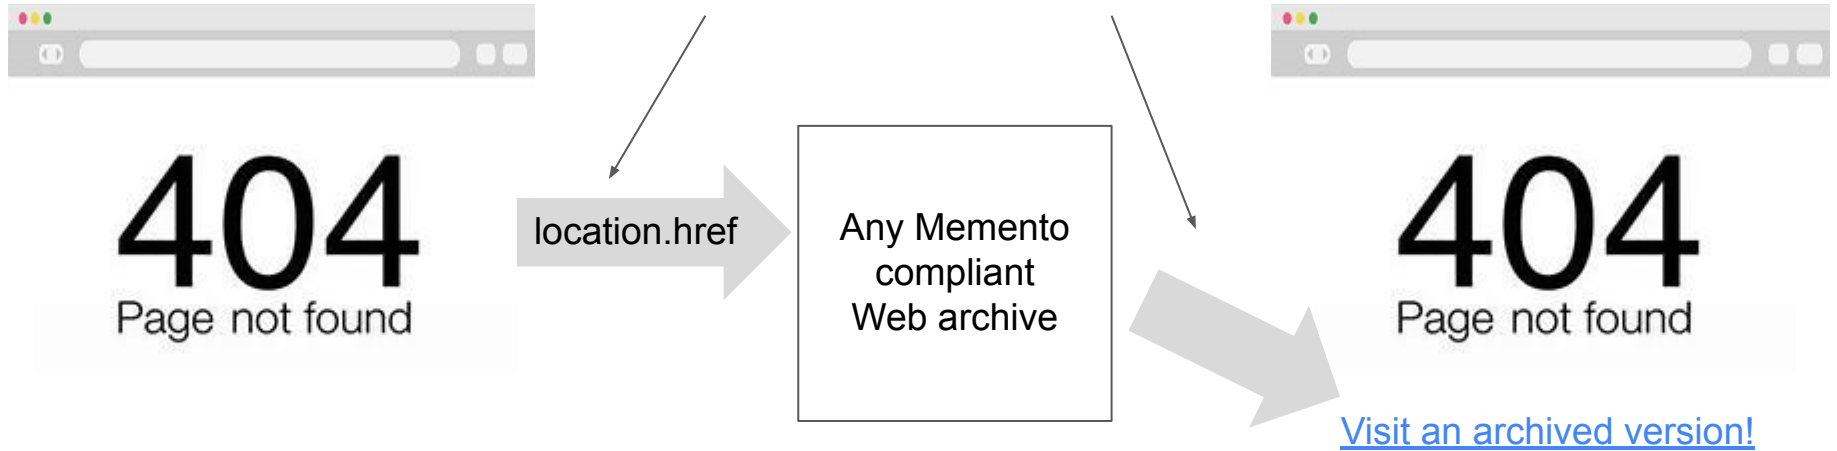 404
Page not found
location.href
Any Memento
compliant
Web archive
404
Page not found
Visit an archived version!